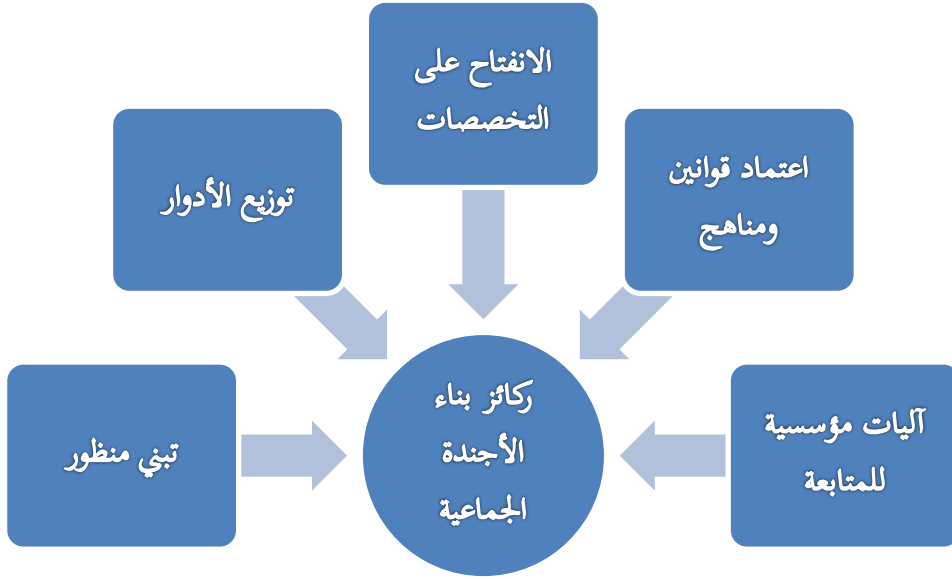 الانفتاح على
التخصصات
اعتماد قوانين
ومناهج
توزيع الأدوار
آليات مؤسسية
للمتابعة
ركائز بناء
الأجندة
الجماعية
تبني منظور